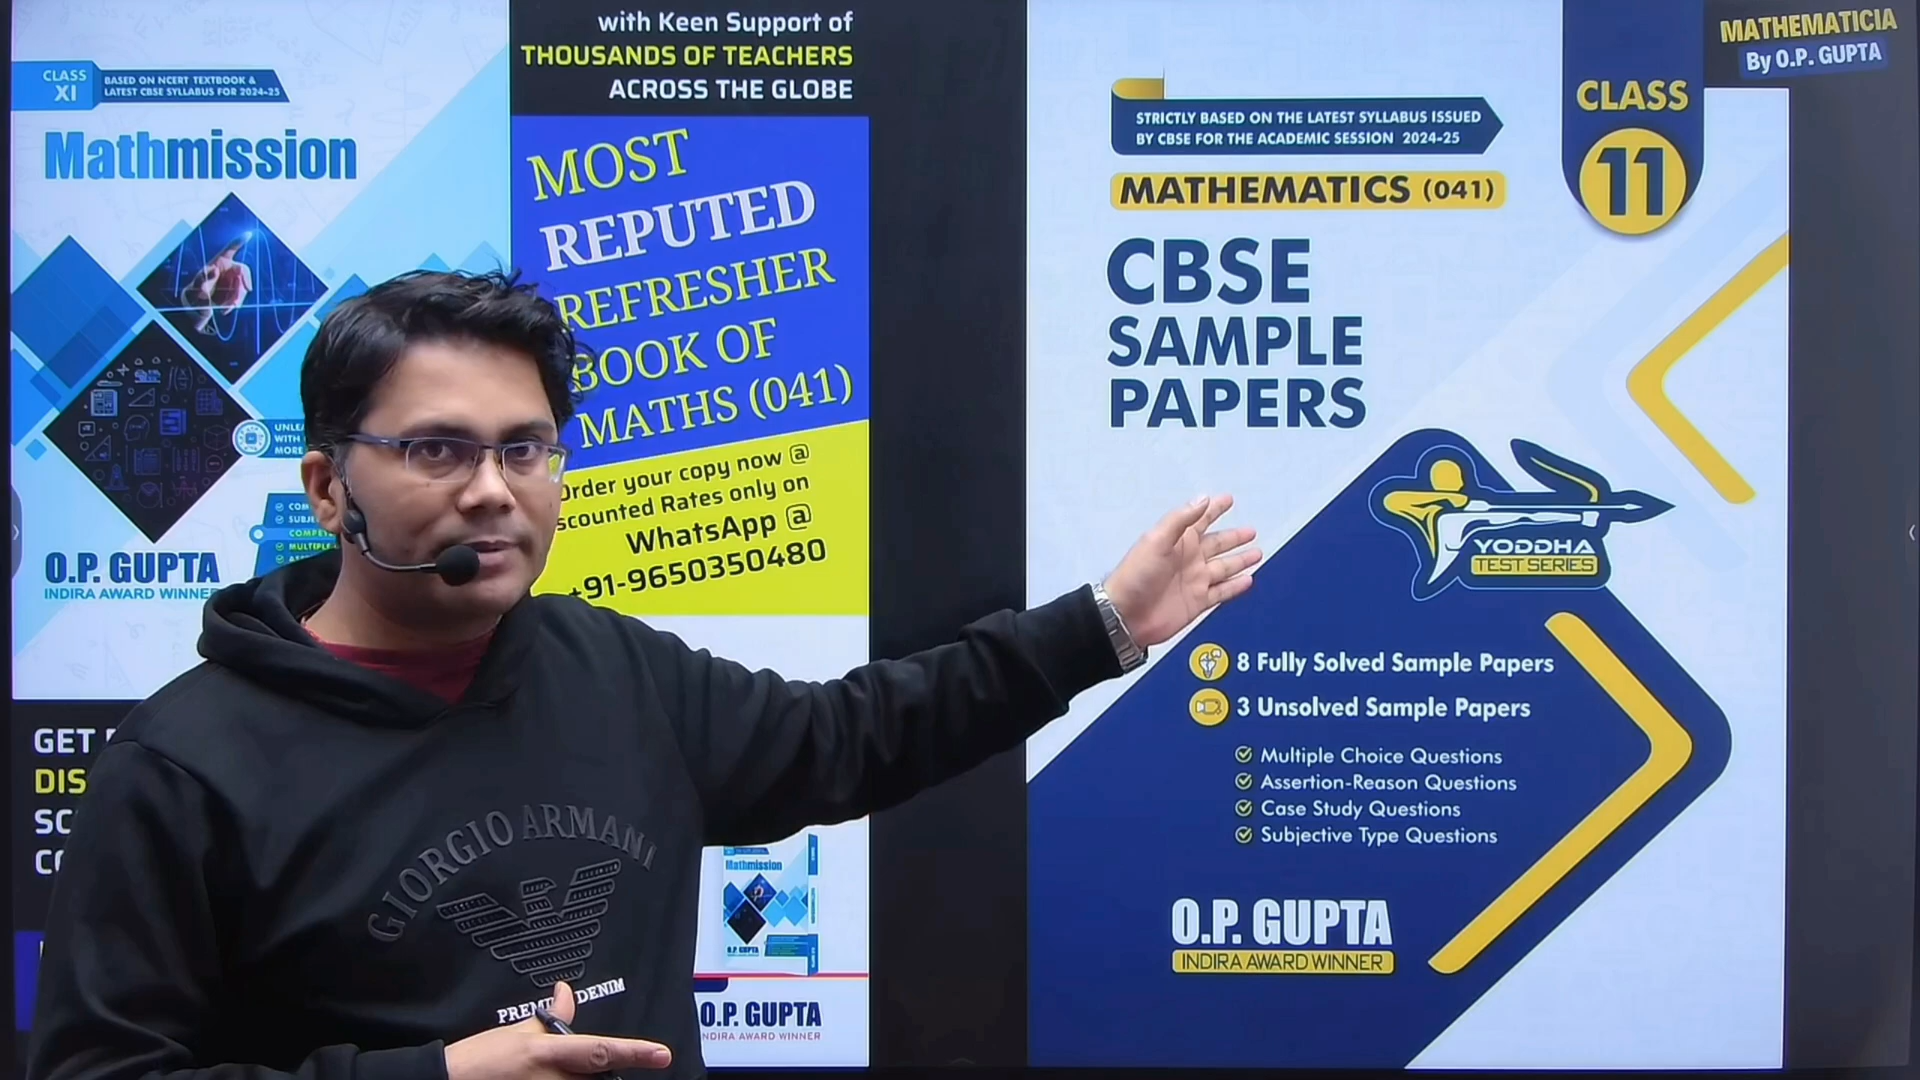 CLASS
XI
BASED ON NCERT TEXTBOOK &
LATEST CBSE SYLLABUS FOR 2024-25
Mathmission
O.P. GUPTA
INDIRA AWARD WINNER
GET
with Keen Support of
THOUSANDS OF TEACHERS
ACROSS THE GLOBE
MOST
REPUTED
REFRESHER
BOOK OF
MATHS (041)
Order your copy now @
Rates only on
WhatsApp @
+91-9650350480
GIORGIO ARMANI
DENIM
Mathmission
O.P. GUPTA
O.P. GUPTA
INDIRA AWARD WINNER
MATHEMATICIA
By O.P. GUPTA
CLASS
11
STRICTLY BASED ON THE LATEST SYLLABUS ISSUED
BY CBSE FOR THE ACADEMIC SESSION 2024-25
MATHEMATICS (041)
CBSE
SAMPLE
PAPERS
YODDHA
TEST SERIES
8 Fully Solved Sample Papers
3 Unsolved Sample Papers
Multiple Choice Questions
Assertion-Reason Questions
Case Study Questions
Subjective Type Questions
O.P. GUPTA
INDIRA AWARD WINNER